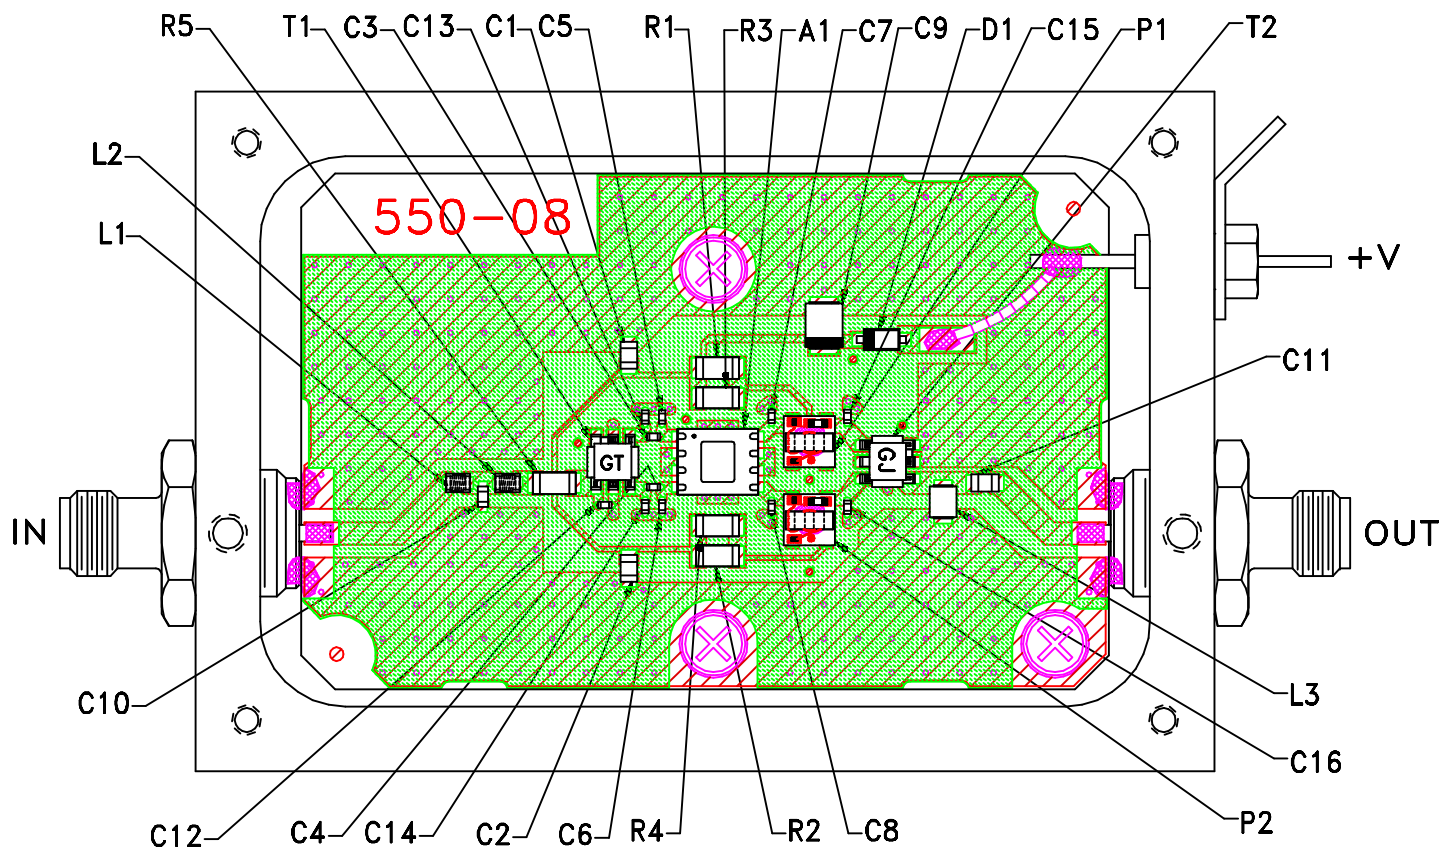 R5 T1 C3 C13 C1 C5 R1 R3 A1 C7 C9 D1 C15 P1 T2
L2
550-08
L1
+V
C11
GT
GJ
IN
OUT
C10
L3
C16
C12 C4 C14 C2 C6 R4 R2 C8 P2